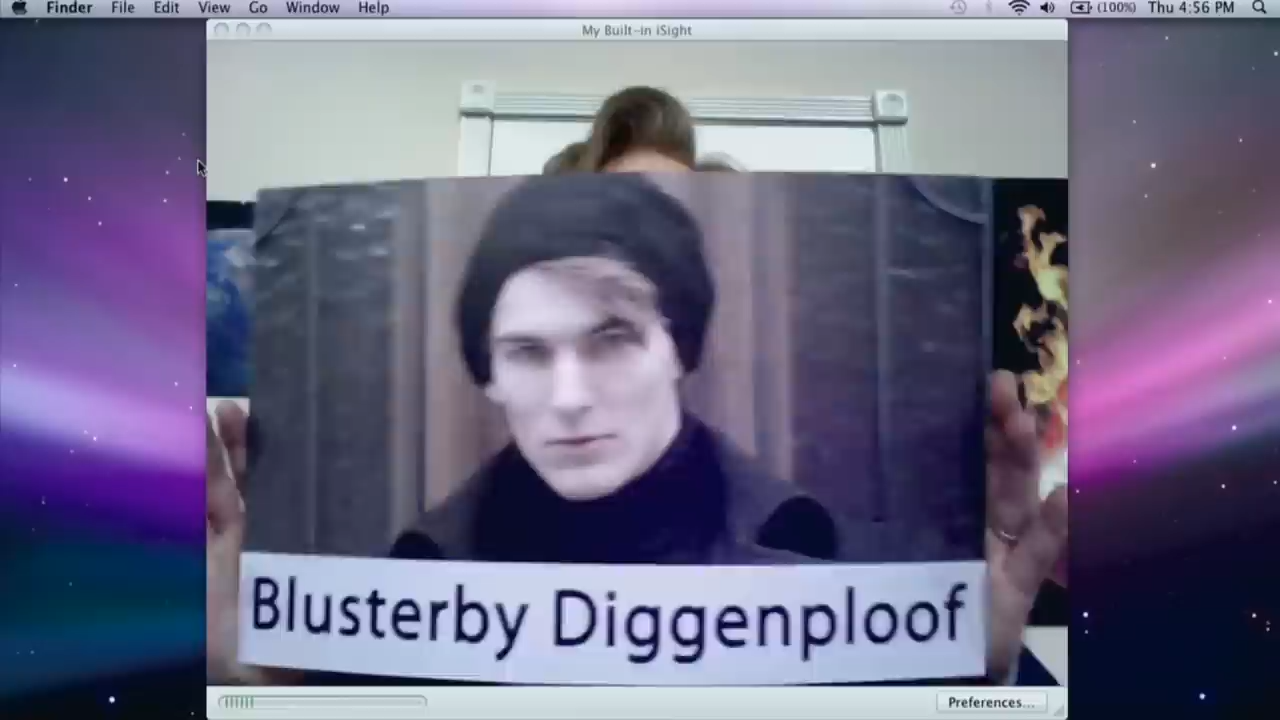 Finder File Edit View Go Window Help (100%) Thu 4:56 PM
My Built-in iSight
Blusterby Diggenploof
Preferences...